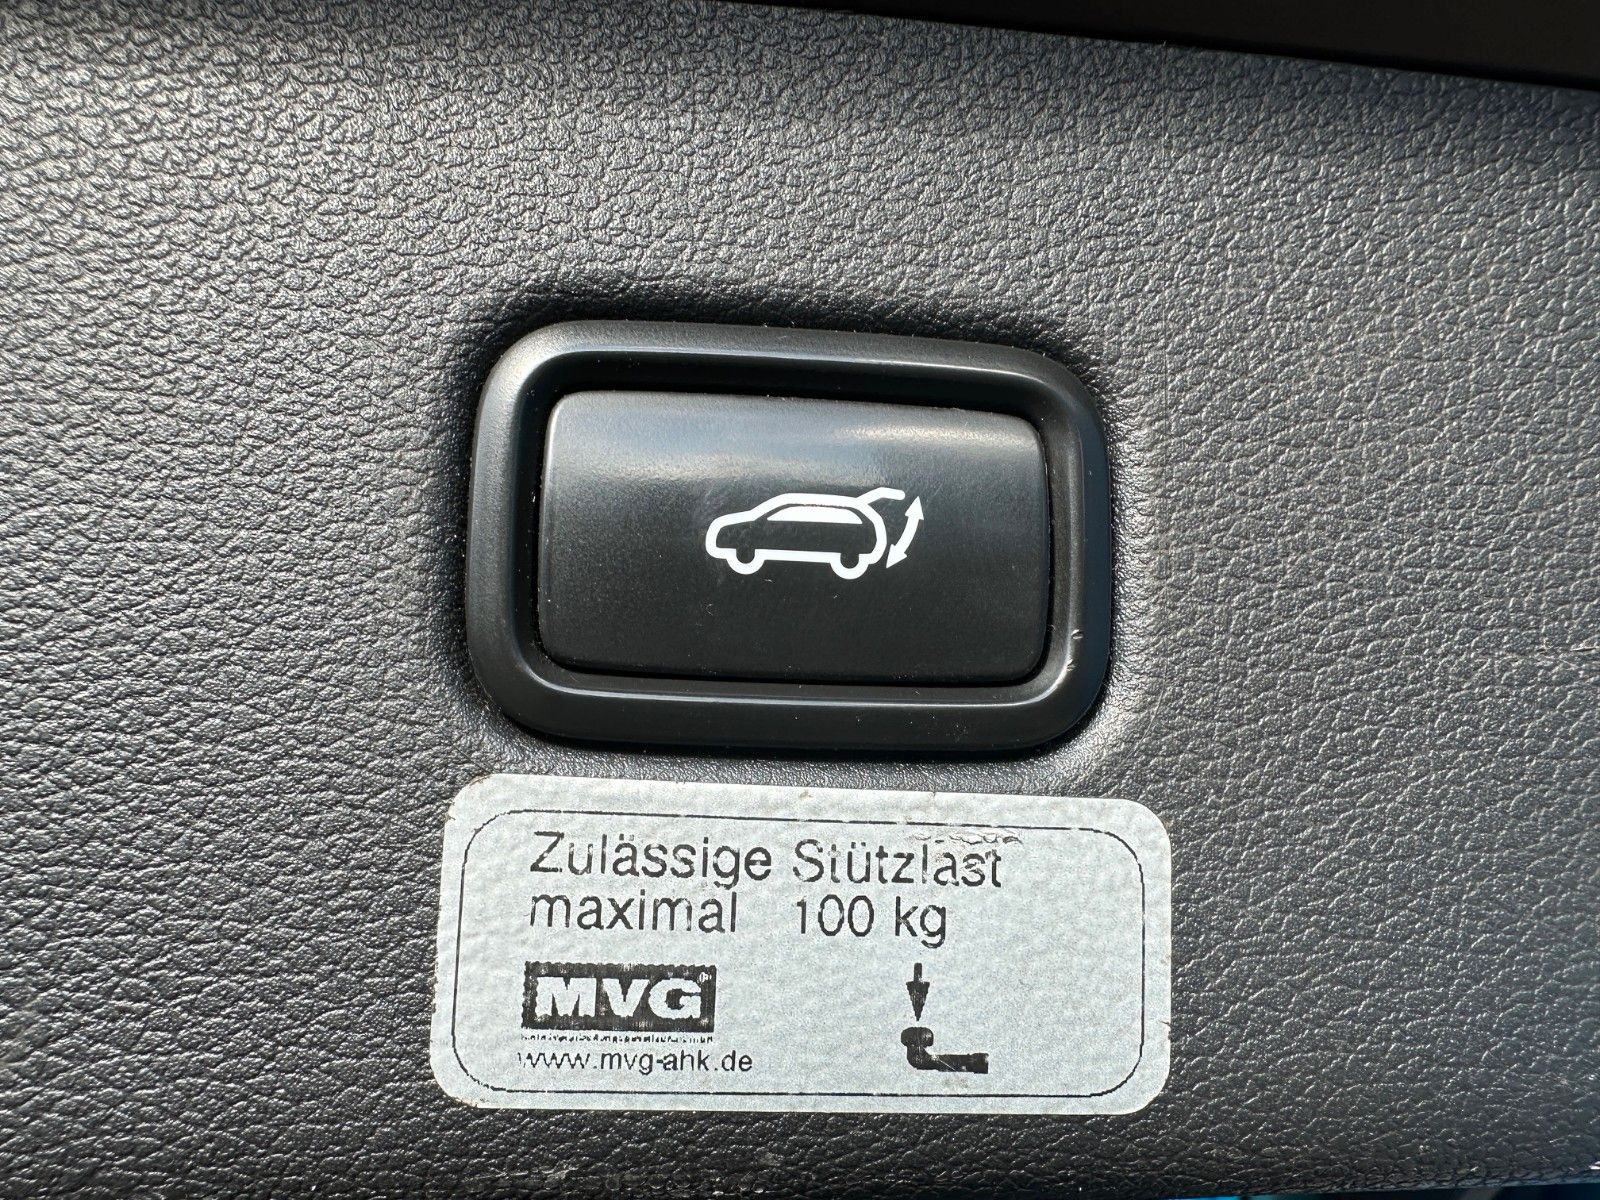 Zulässige Stützlast
maximal 100 kg
MVG®
www.mvg-ahk.de